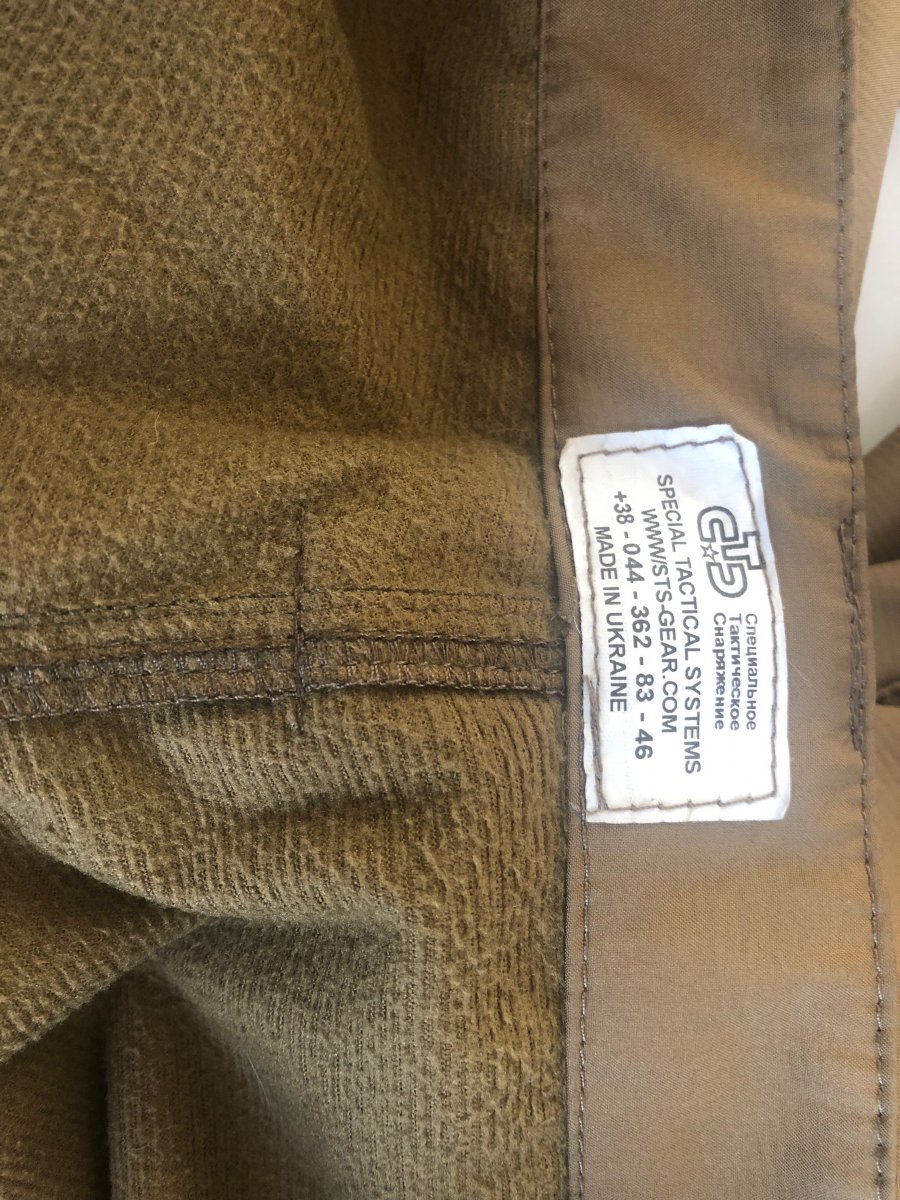 СТС
Специальное
Тактическое
Снаряжение
SPECIAL TACTICAL SYSTEMS
WWW/STS-GEAR.COM
+38 - 044 - 362 - 83 - 46
MADE IN UKRAINE